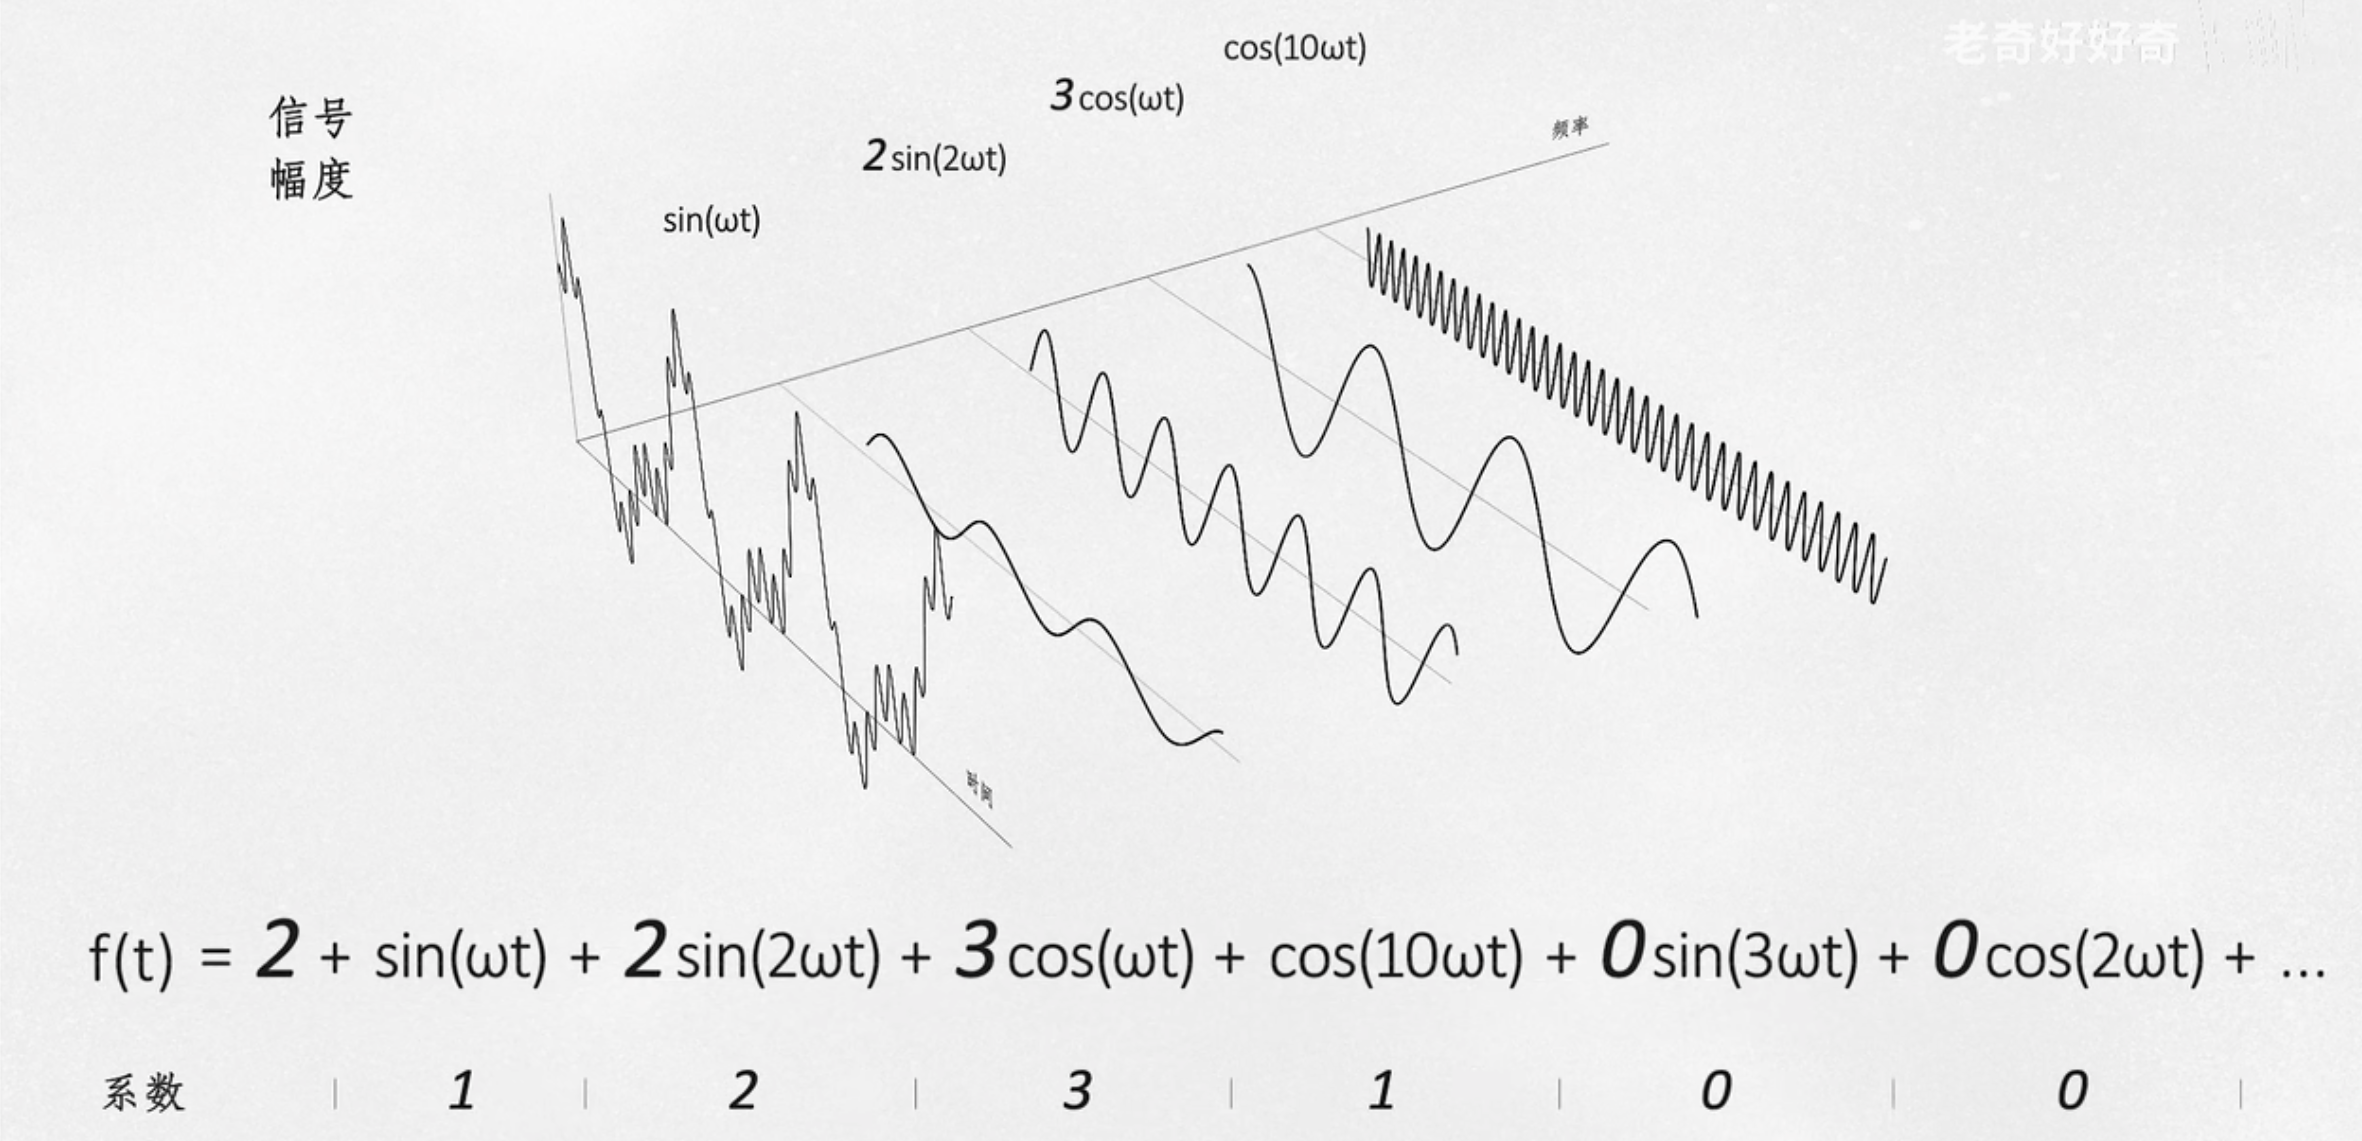 老奇好好奇
cos(10ωt)
3cos(ωt)
信号
幅度
频率
2sin(2ωt)
sin(ωt)
时间
f(t) = 2 + sin(ωt) + 2sin(2ωt) + 3cos(ωt) + cos(10ωt) + 0sin(3ωt) + 0cos(2ωt) + ...
系数 | 1 | 2 | 3 | 1 | 0 | 0 |